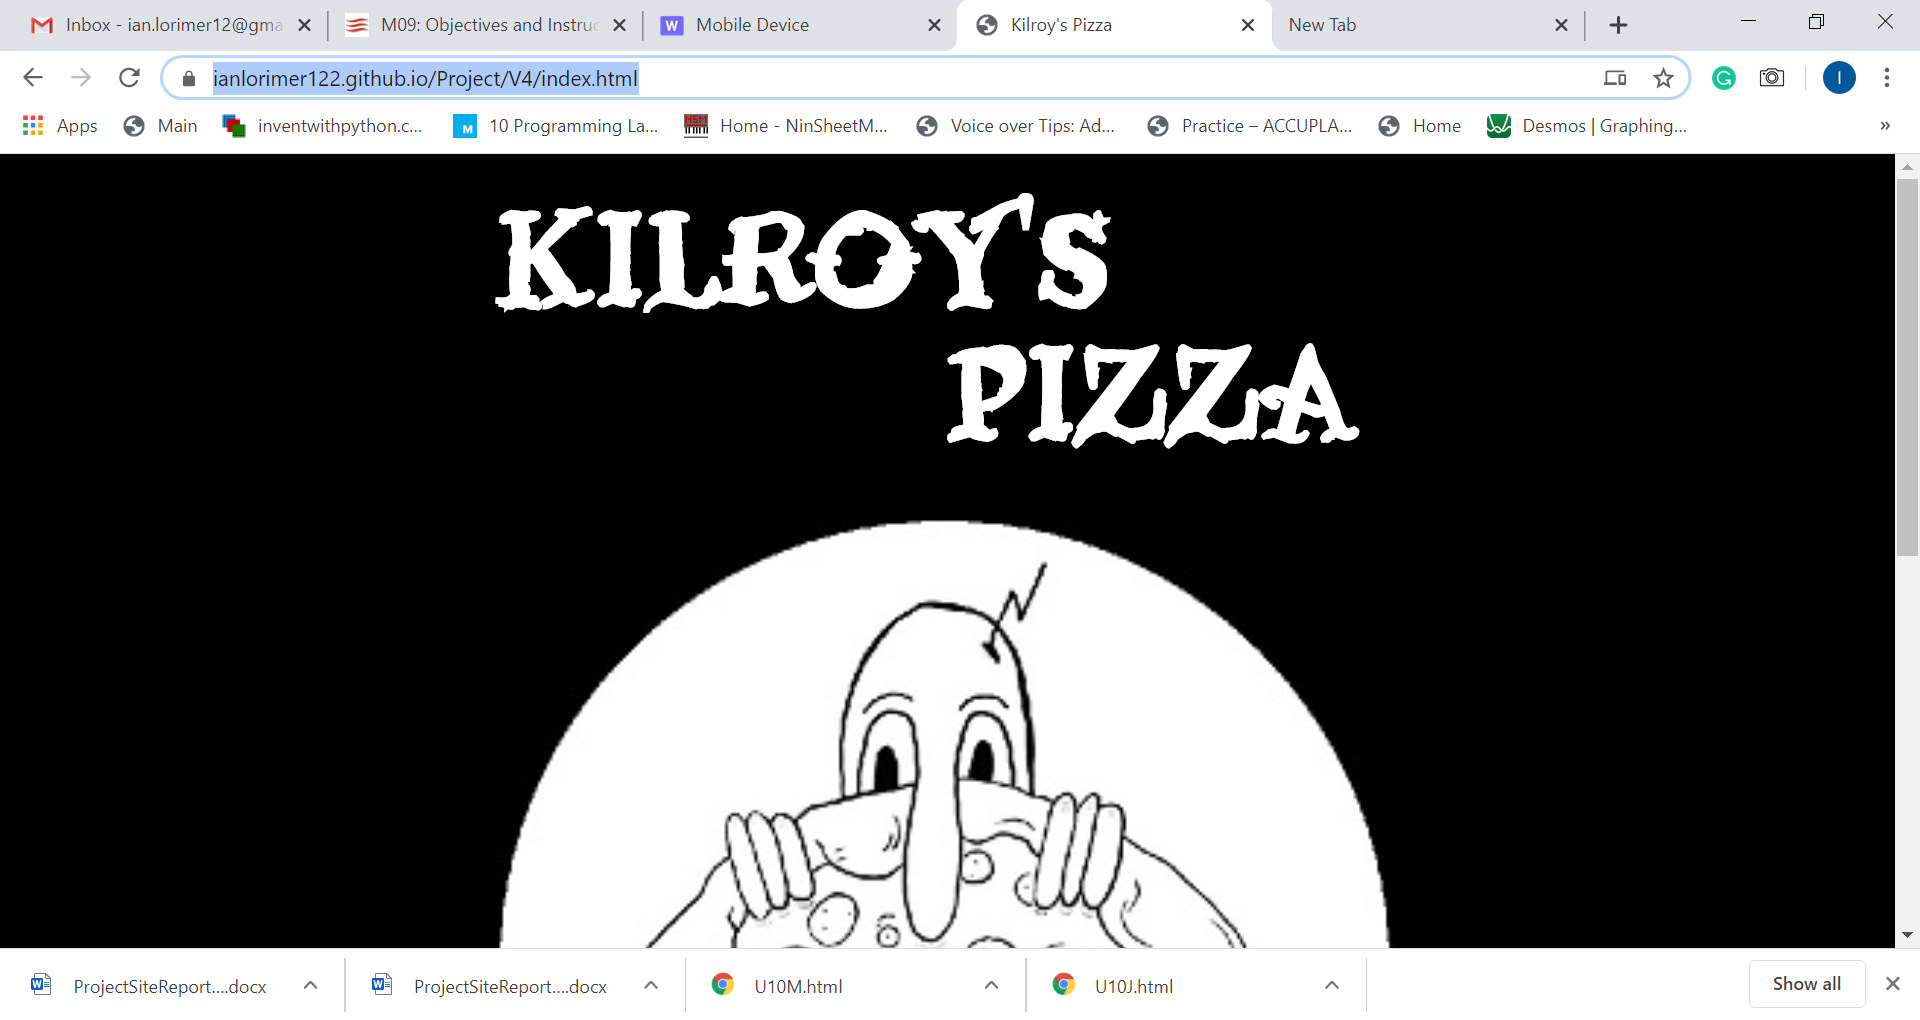 Inbox - ian.lorimer12@gma
M09: Objectives and Instruc
W
Mobile Device
Kilroy's Pizza
New Tab
ianlorimer122.github.io/Project/V4/index.html
G
I
Apps
Main
inventwithpython.c...
M
10 Programming La...
NSM
Home - NinSheetM...
Voice over Tips: Ad...
Practice – ACCUPLA...
Home
Desmos | Graphing...
»
KILROY'S
PIZZA
W
ProjectSiteReport....docx
W
ProjectSiteReport....docx
U10M.html
U10J.html
Show all